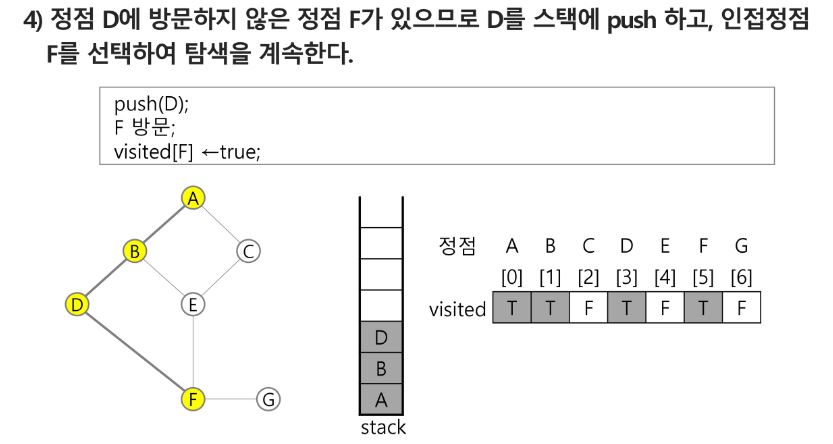 4) 정점 D에 방문하지 않은 정점 F가 있으므로 D를 스택에 push 하고, 인접정점
F를 선택하여 탐색을 계속한다.
push(D);
F 방문;
visited[F] ←true;
A
B
C
D
E
F
G
D
B
A
stack
정점 A B C D E F G
[0] [1] [2] [3] [4] [5] [6]
visited T T F T F T F